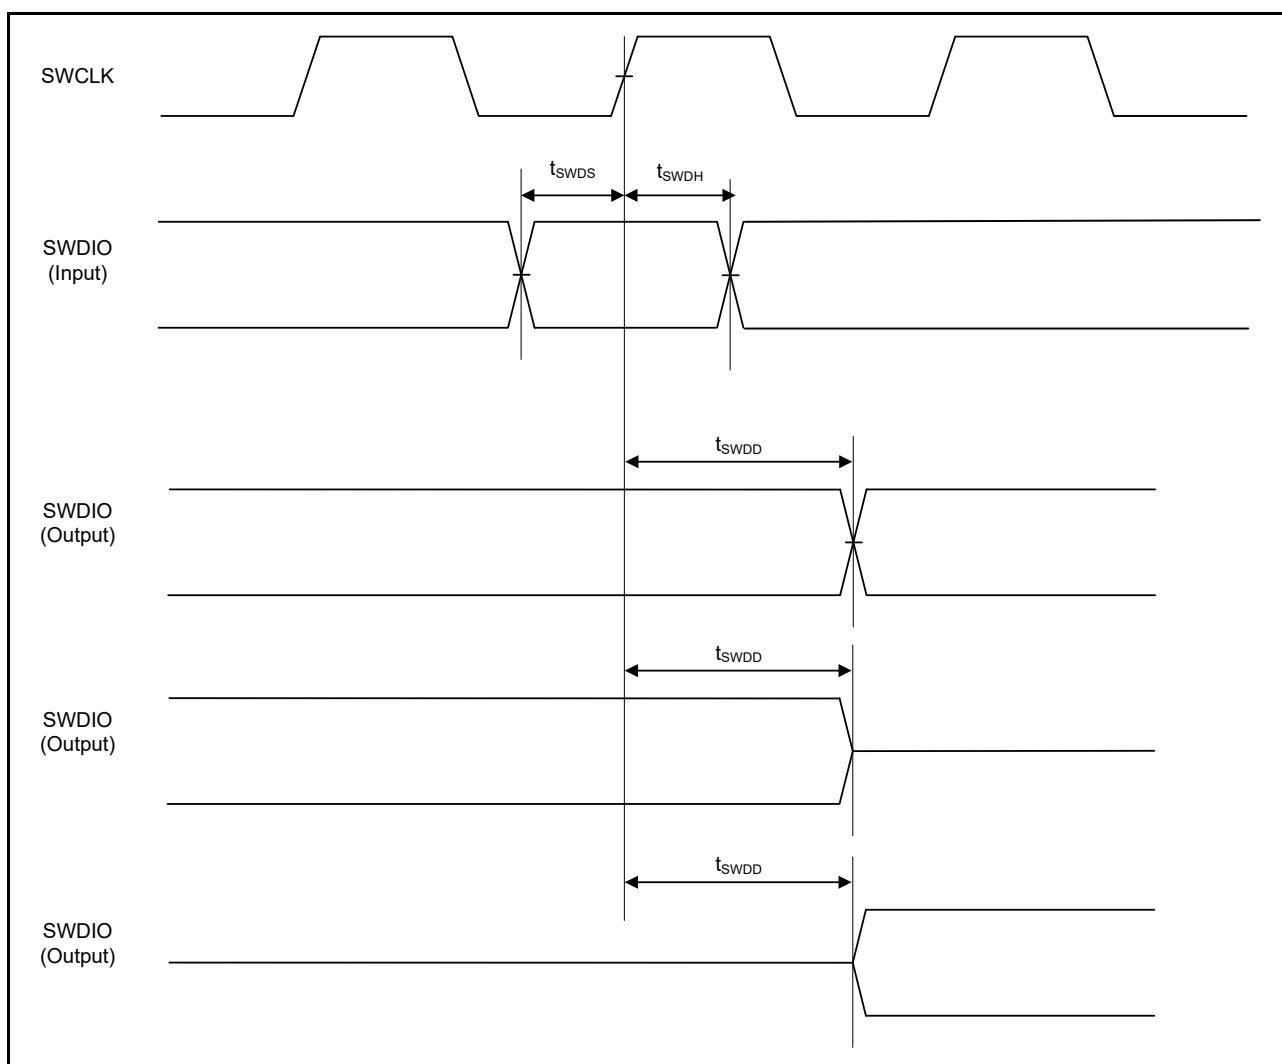 SWCLK
tSWDS
tSWDH
SWDIO
(Input)
tSWDD
SWDIO
(Output)
tSWDD
SWDIO
(Output)
tSWDD
SWDIO
(Output)